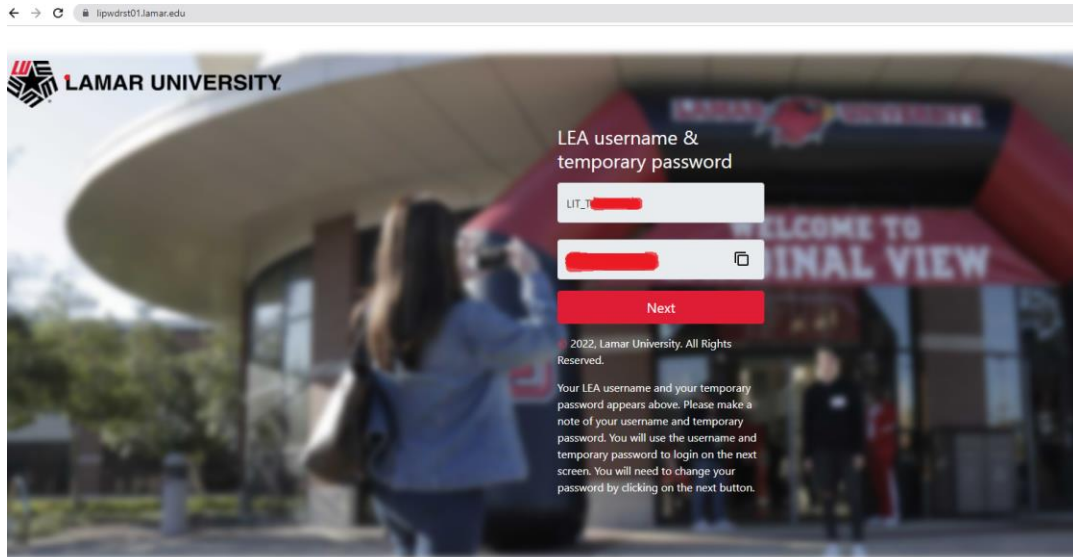 lipwdrst01.lamar.edu
LAMAR UNIVERSITY
LEA username &
temporary password
LIT_T
WELCOME TO
CARDINAL VIEW
Next
© 2022, Lamar University. All Rights
Reserved.
Your LEA username and your temporary
password appears above. Please make a
note of your username and temporary
password. You will use the username and
temporary password to login on the next
screen. You will need to change your
password by clicking on the next button.